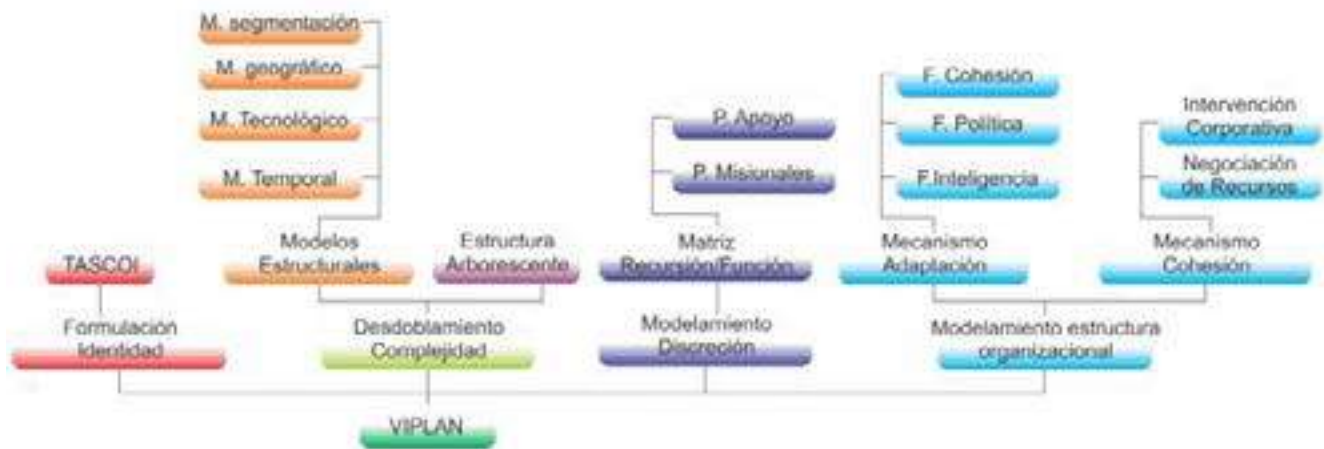 M. segmentación
M. geográfico
M. Tecnológico
M. Temporal
P. Apoyo
P. Misionales
F. Cohesión
F. Política
F.Inteligencia
Intervención
Corporativa
Negociación
de Recursos
TASCOI
Modelos
Estructurales
Estructura
Arborescente
Matriz
Recursión/Función
Mecanismo
Adaptación
Mecanismo
Cohesión
Formulación
Identidad
Desdoblamiento
Complejidad
Modelamiento
Discreción
Modelamiento estructura
organizacional
VIPLAN